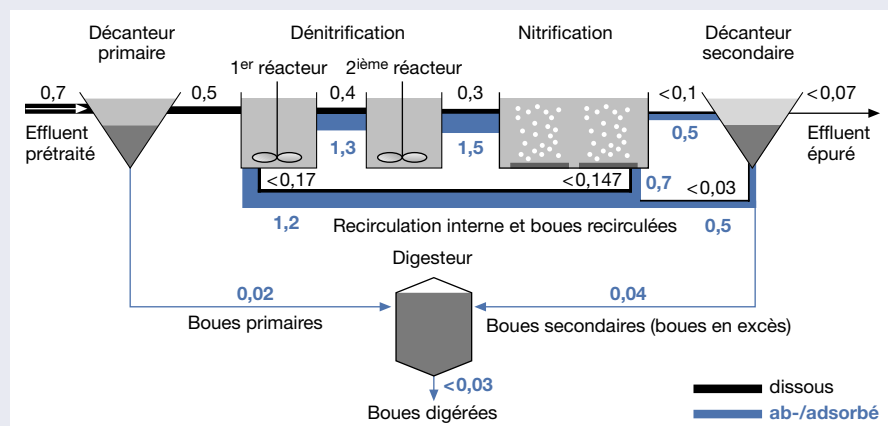 Décanteur
primaire
Dénitrification
Nitrification
Décanteur
secondaire
1er réacteur
2ième réacteur
0,7
0,5
0,4
0,3
<0,1
<0,07
Effluent
prétraité
1,3
1,5
0,5
Effluent
épuré
<0,17
<0,147
0,7
<0,03
1,2
Recirculation interne et boues recirculées
0,5
Digesteur
0,02
0,04
Boues primaires
Boues secondaires (boues en excès)
<0,03
Boues digérées
dissous
ab-/adsorbé